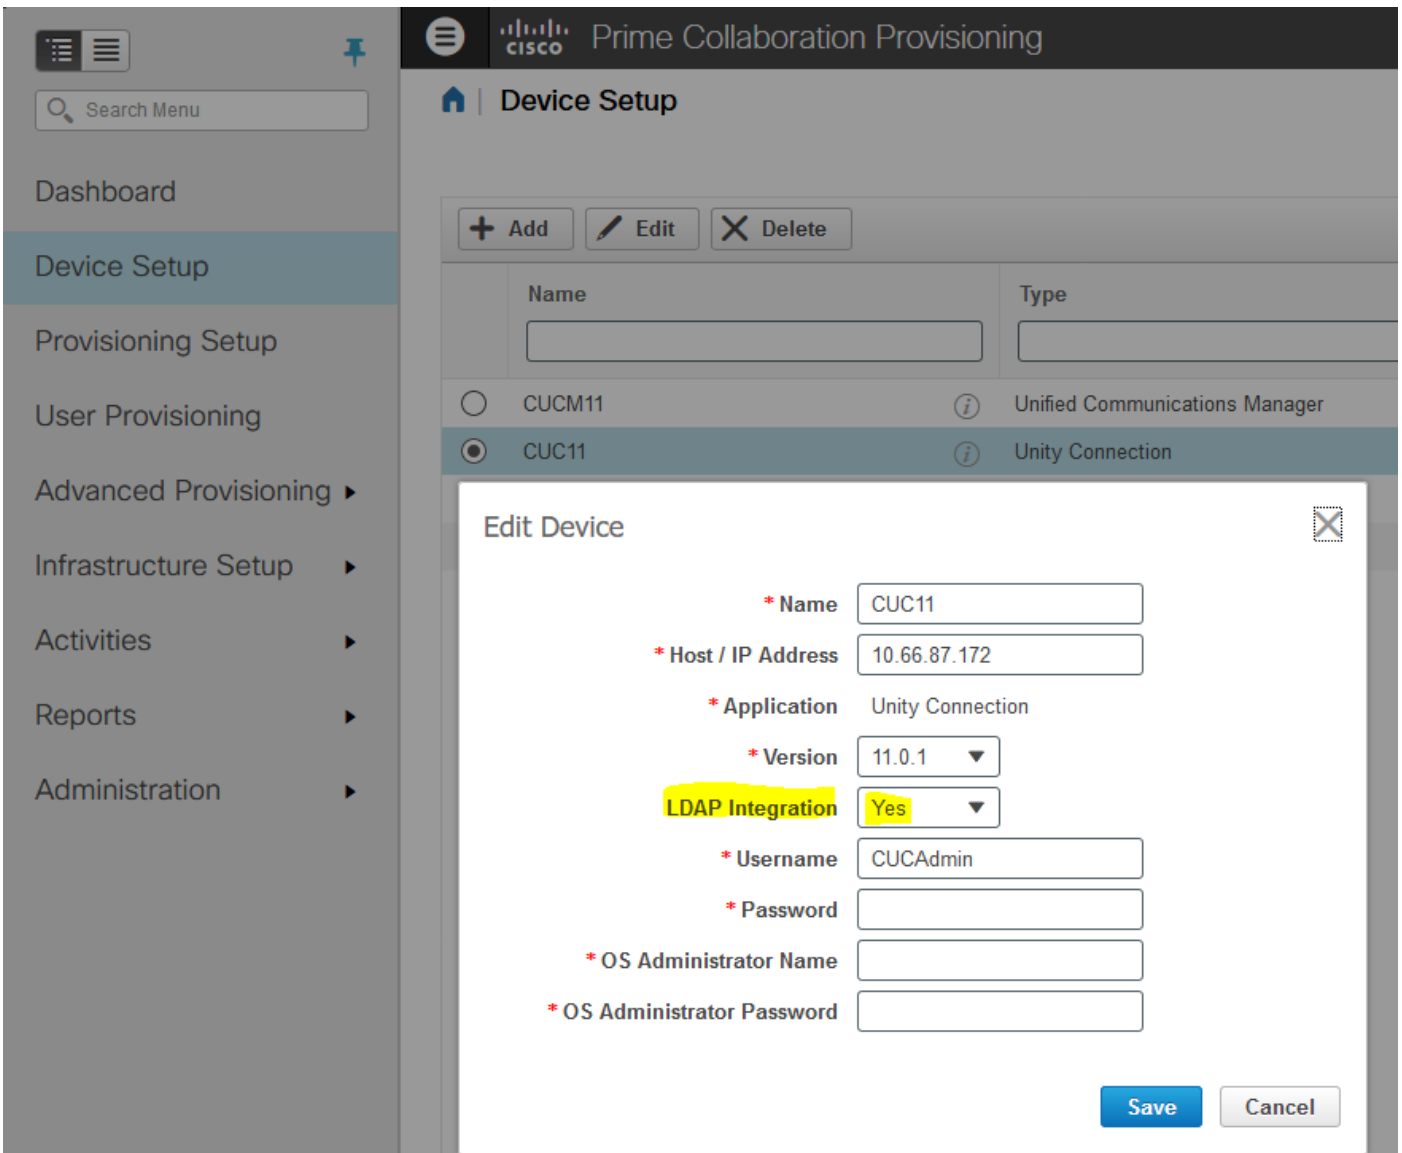 cisco Prime Collaboration Provisioning
Search Menu
Dashboard
Device Setup
Provisioning Setup
User Provisioning
Advanced Provisioning
Infrastructure Setup
Activities
Reports
Administration
Device Setup
Add Edit Delete
Name Type
CUCM11 i Unified Communications Manager
CUC11 i Unity Connection
Edit Device
* Name CUC11
* Host / IP Address 10.66.87.172
* Application Unity Connection
* Version 11.0.1
LDAP Integration Yes
* Username CUCAdmin
* Password
* OS Administrator Name
* OS Administrator Password
Save Cancel